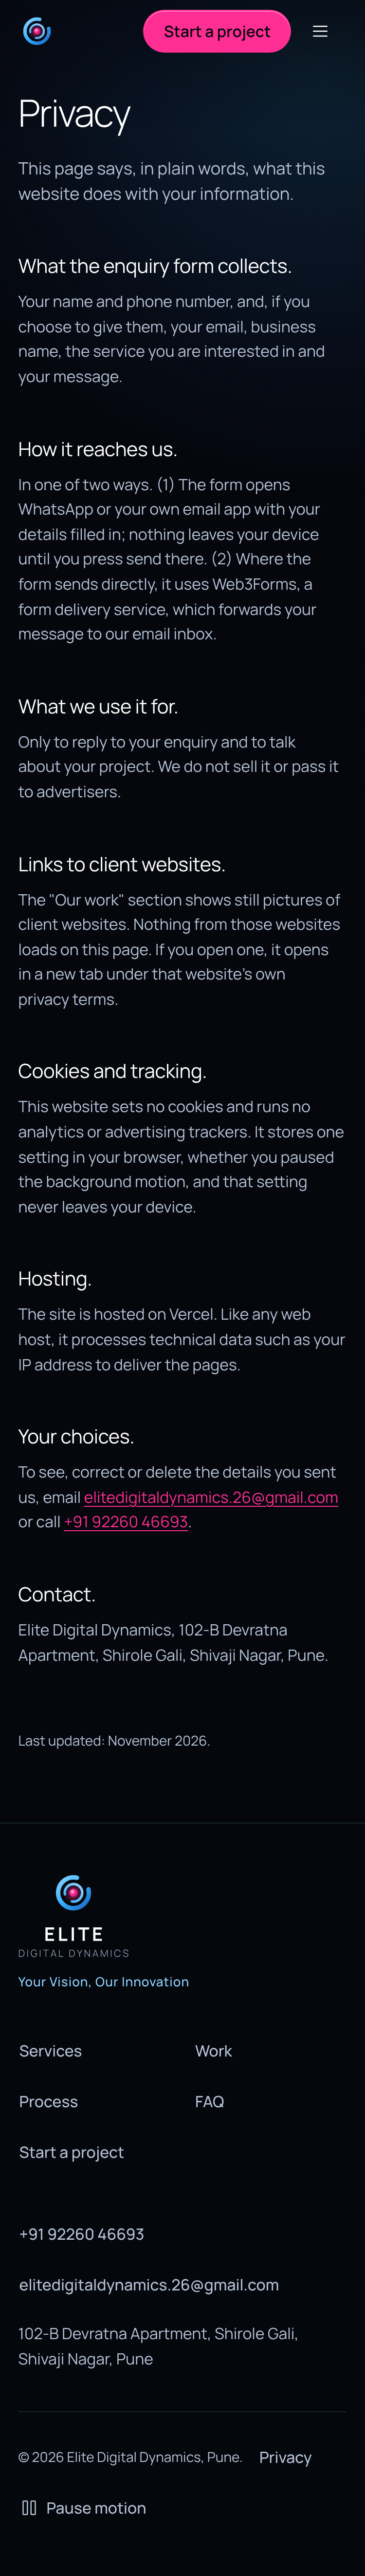 Start a project
Privacy
This page says, in plain words, what this
website does with your information.
What the enquiry form collects.
Your name and phone number, and, if you
choose to give them, your email, business
name, the service you are interested in and
your message.
How it reaches us.
In one of two ways. (1) The form opens
WhatsApp or your own email app with your
details filled in; nothing leaves your device
until you press send there. (2) Where the
form sends directly, it uses Web3Forms, a
form delivery service, which forwards your
message to our email inbox.
What we use it for.
Only to reply to your enquiry and to talk
about your project. We do not sell it or pass it
to advertisers.
Links to client websites.
The "Our work" section shows still pictures of
client websites. Nothing from those websites
loads on this page. If you open one, it opens
in a new tab under that website's own
privacy terms.
Cookies and tracking.
This website sets no cookies and runs no
analytics or advertising trackers. It stores one
setting in your browser, whether you paused
the background motion, and that setting
never leaves your device.
Hosting.
The site is hosted on Vercel. Like any web
host, it processes technical data such as your
IP address to deliver the pages.
Your choices.
To see, correct or delete the details you sent
us, email elitedigitaldynamics.26@gmail.com
or call +91 92260 46693.
Contact.
Elite Digital Dynamics, 102-B Devratna
Apartment, Shirole Gali, Shivaji Nagar, Pune.
Last updated: November 2026.
ELITE
DIGITAL DYNAMICS
Your Vision, Our Innovation
Services
Work
Process
FAQ
Start a project
+91 92260 46693
elitedigitaldynamics.26@gmail.com
102-B Devratna Apartment, Shirole Gali,
Shivaji Nagar, Pune
© 2026 Elite Digital Dynamics, Pune.
Privacy
Pause motion